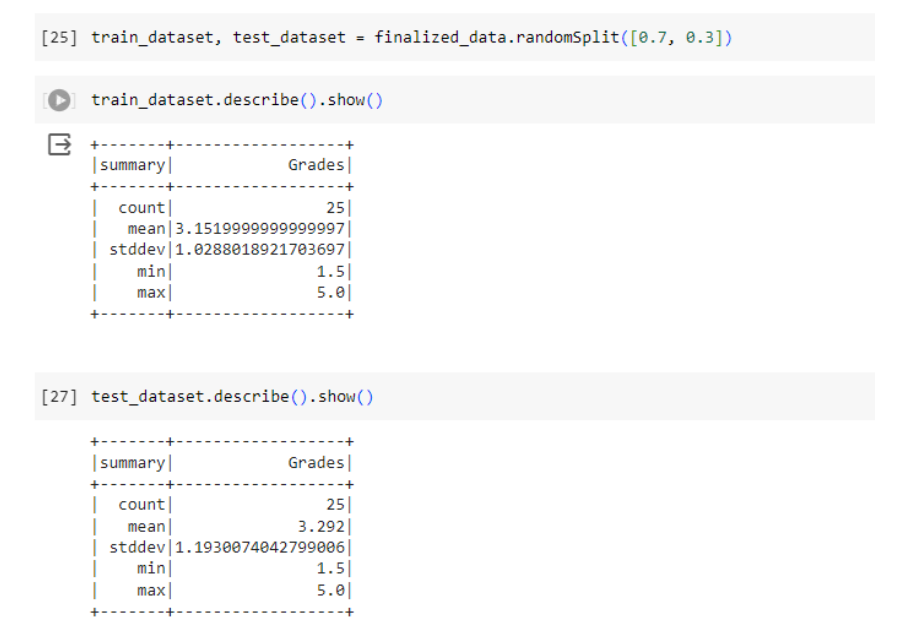 [25] train_dataset, test_dataset = finalized_data.randomSplit([0.7, 0.3])
train_dataset.describe().show()
+-------+------------------+
|summary|            Grades|
+-------+------------------+
|  count|                25|
|   mean|3.1519999999999997|
| stddev|1.0288018921703697|
|    min|               1.5|
|    max|               5.0|
+-------+------------------+
[27] test_dataset.describe().show()
+-------+------------------+
|summary|            Grades|
+-------+------------------+
|  count|                25|
|   mean|             3.292|
| stddev|1.1930074042799006|
|    min|               1.5|
|    max|               5.0|
+-------+------------------+